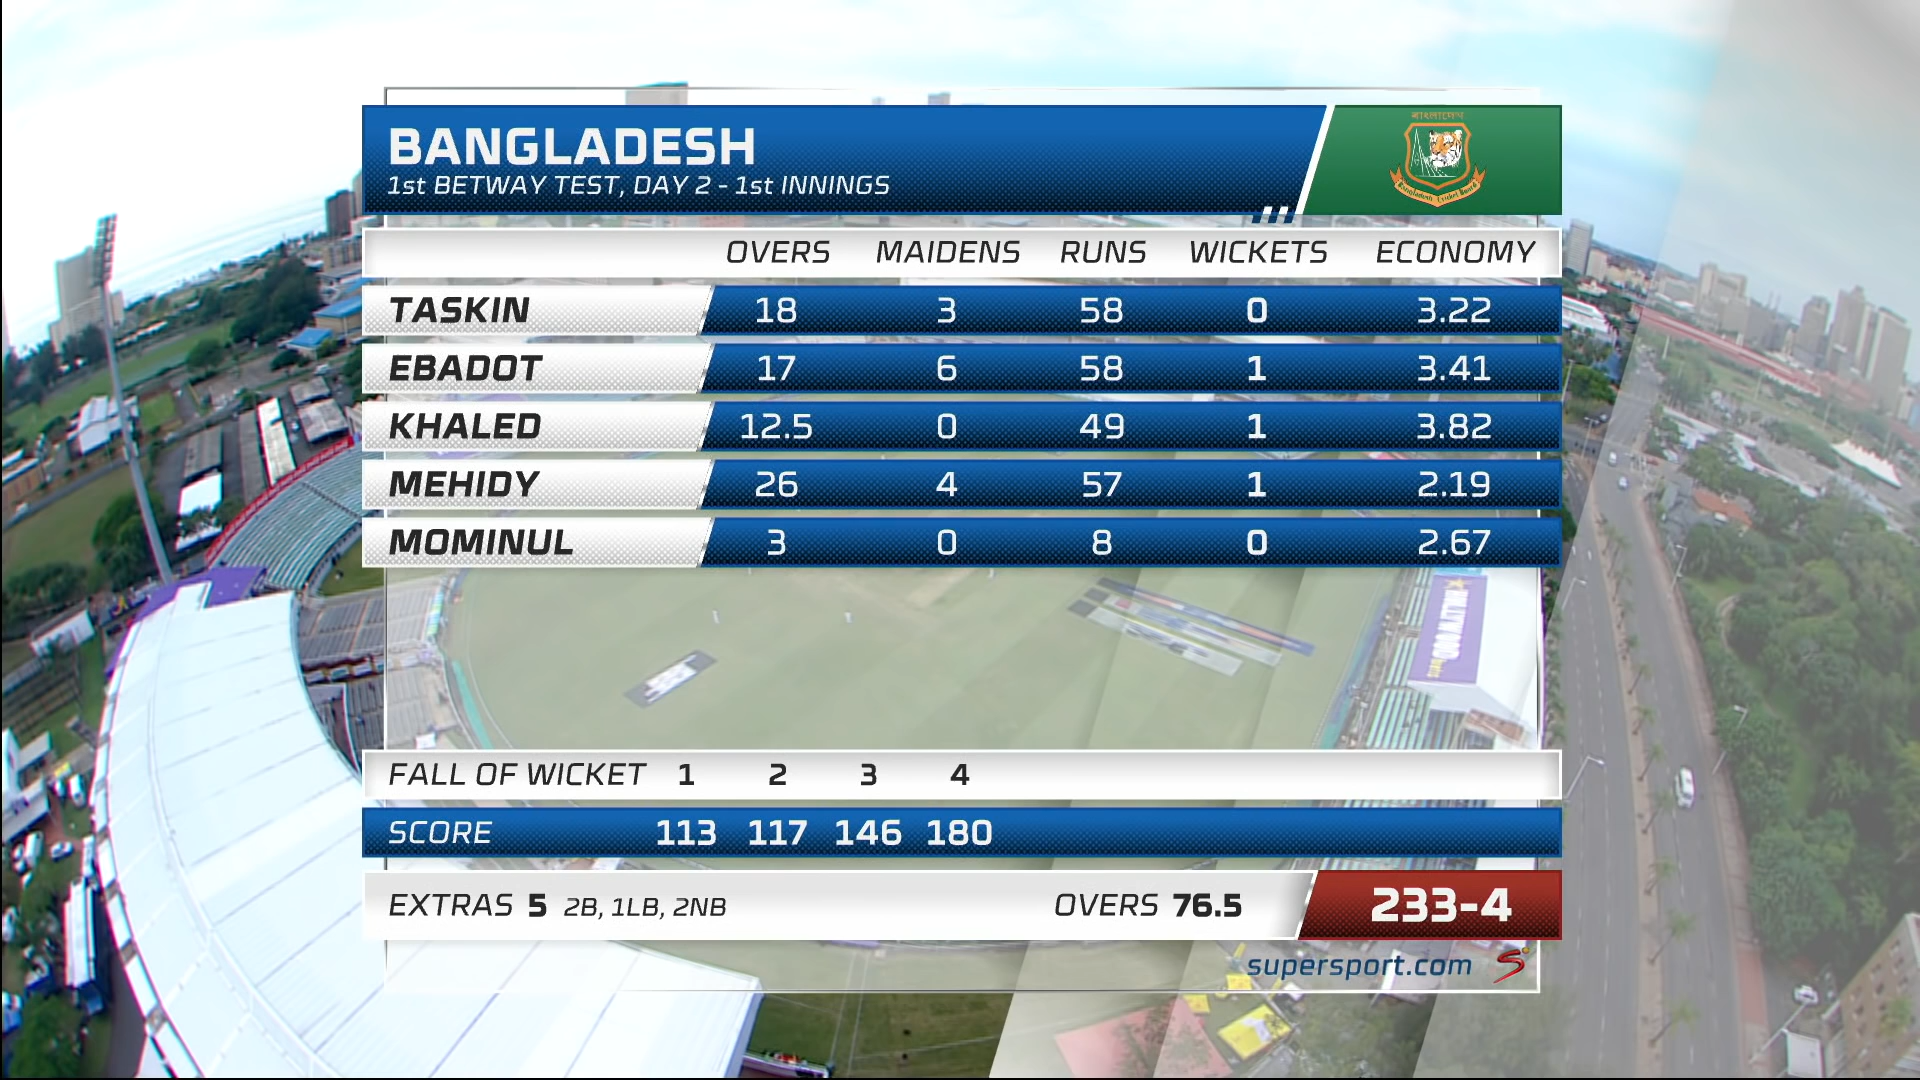 BANGLADESH
1st BETWAY TEST, DAY 2 - 1st INNINGS
বাংলাদেশ
Bangladesh Cricket Board
OVERS MAIDENS RUNS WICKETS ECONOMY
TASKIN 18 3 58 0 3.22
EBADOT 17 6 58 1 3.41
KHALED 12.5 0 49 1 3.82
MEHIDY 26 4 57 1 2.19
MOMINUL 3 0 8 0 2.67
FALL OF WICKET 1 2 3 4
SCORE 113 117 146 180
EXTRAS 5 2B, 1LB, 2NB OVERS 76.5 233-4
supersport.com S